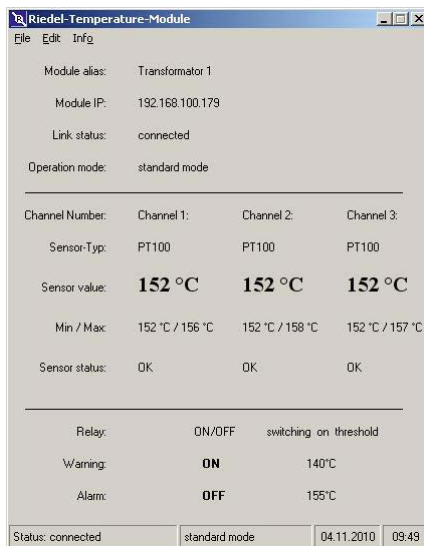 Riedel-Temperature-Module
File Edit Info
Module alias: Transformator 1
Module IP: 192.168.100.179
Link status: connected
Operation mode: standard mode
Channel Number: Channel 1: Channel 2: Channel 3:
Sensor-Typ: PT100 PT100 PT100
Sensor value: 152 °C 152 °C 152 °C
Min / Max: 152 °C / 156 °C 152 °C / 158 °C 152 °C / 157 °C
Sensor status: OK OK OK
Relay: ON/OFF switching on threshold
Warning: ON 140°C
Alarm: OFF 155°C
Status: connected standard mode 04.11.2010 09:49